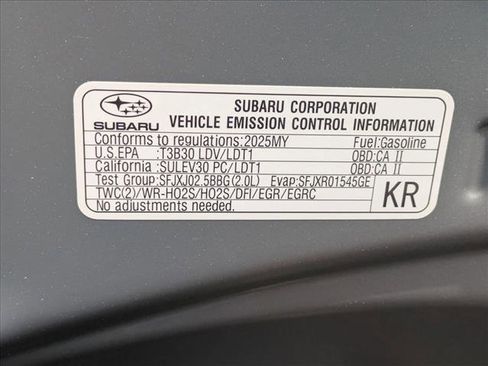 SUBARU CORPORATION
SUBARU
VEHICLE EMISSION CONTROL INFORMATION
Conforms to regulations:2025MY Fuel:Gasoline
U.S.EPA :T3B30 LDV/LDT1 OBD:CA II
California :SULEV30 PC/LDT1 OBD:CA II
Test Group:SFJXJ02.5BBG(2.0L) Evap:SFJXR01545GE
TWC(2)/WR-HO2S/HO2S/DFI/EGR/EGRC
No adjustments needed.
KR